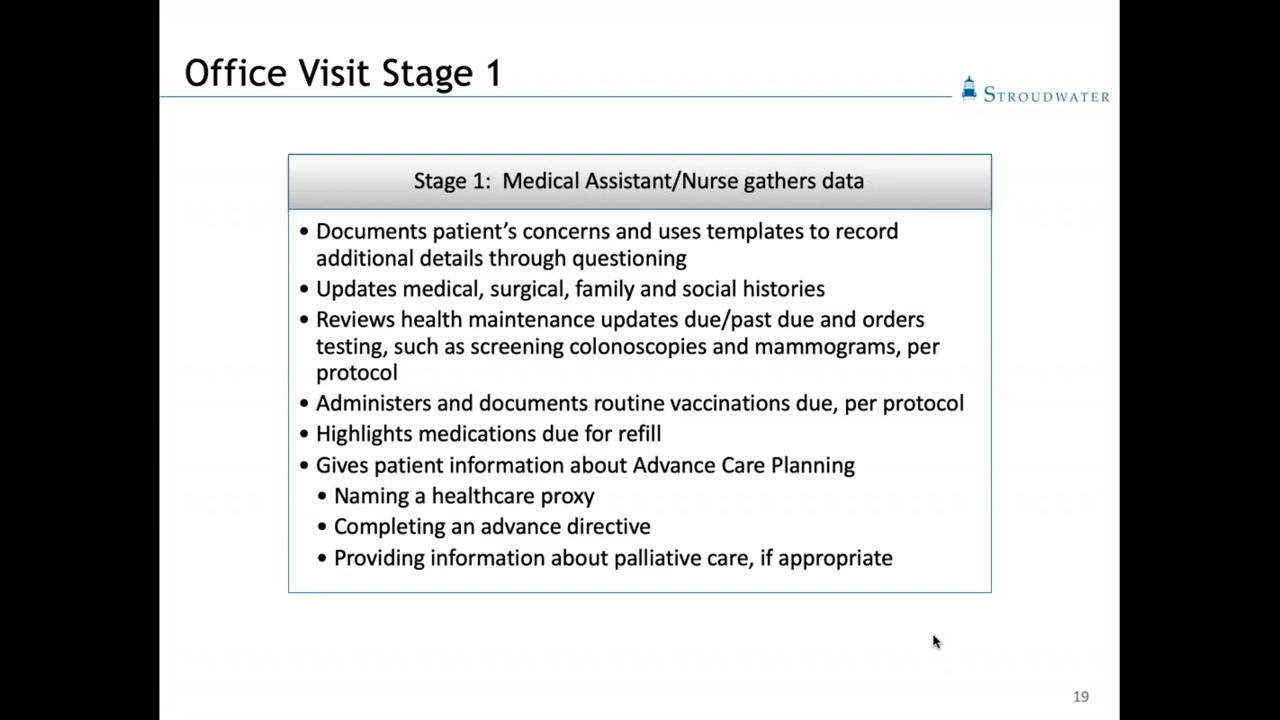 Office Visit Stage 1
STROUDWATER
Stage 1: Medical Assistant/Nurse gathers data
• Documents patient’s concerns and uses templates to record
additional details through questioning
• Updates medical, surgical, family and social histories
• Reviews health maintenance updates due/past due and orders
testing, such as screening colonoscopies and mammograms, per
protocol
• Administers and documents routine vaccinations due, per protocol
• Highlights medications due for refill
• Gives patient information about Advance Care Planning
• Naming a healthcare proxy
• Completing an advance directive
• Providing information about palliative care, if appropriate
19